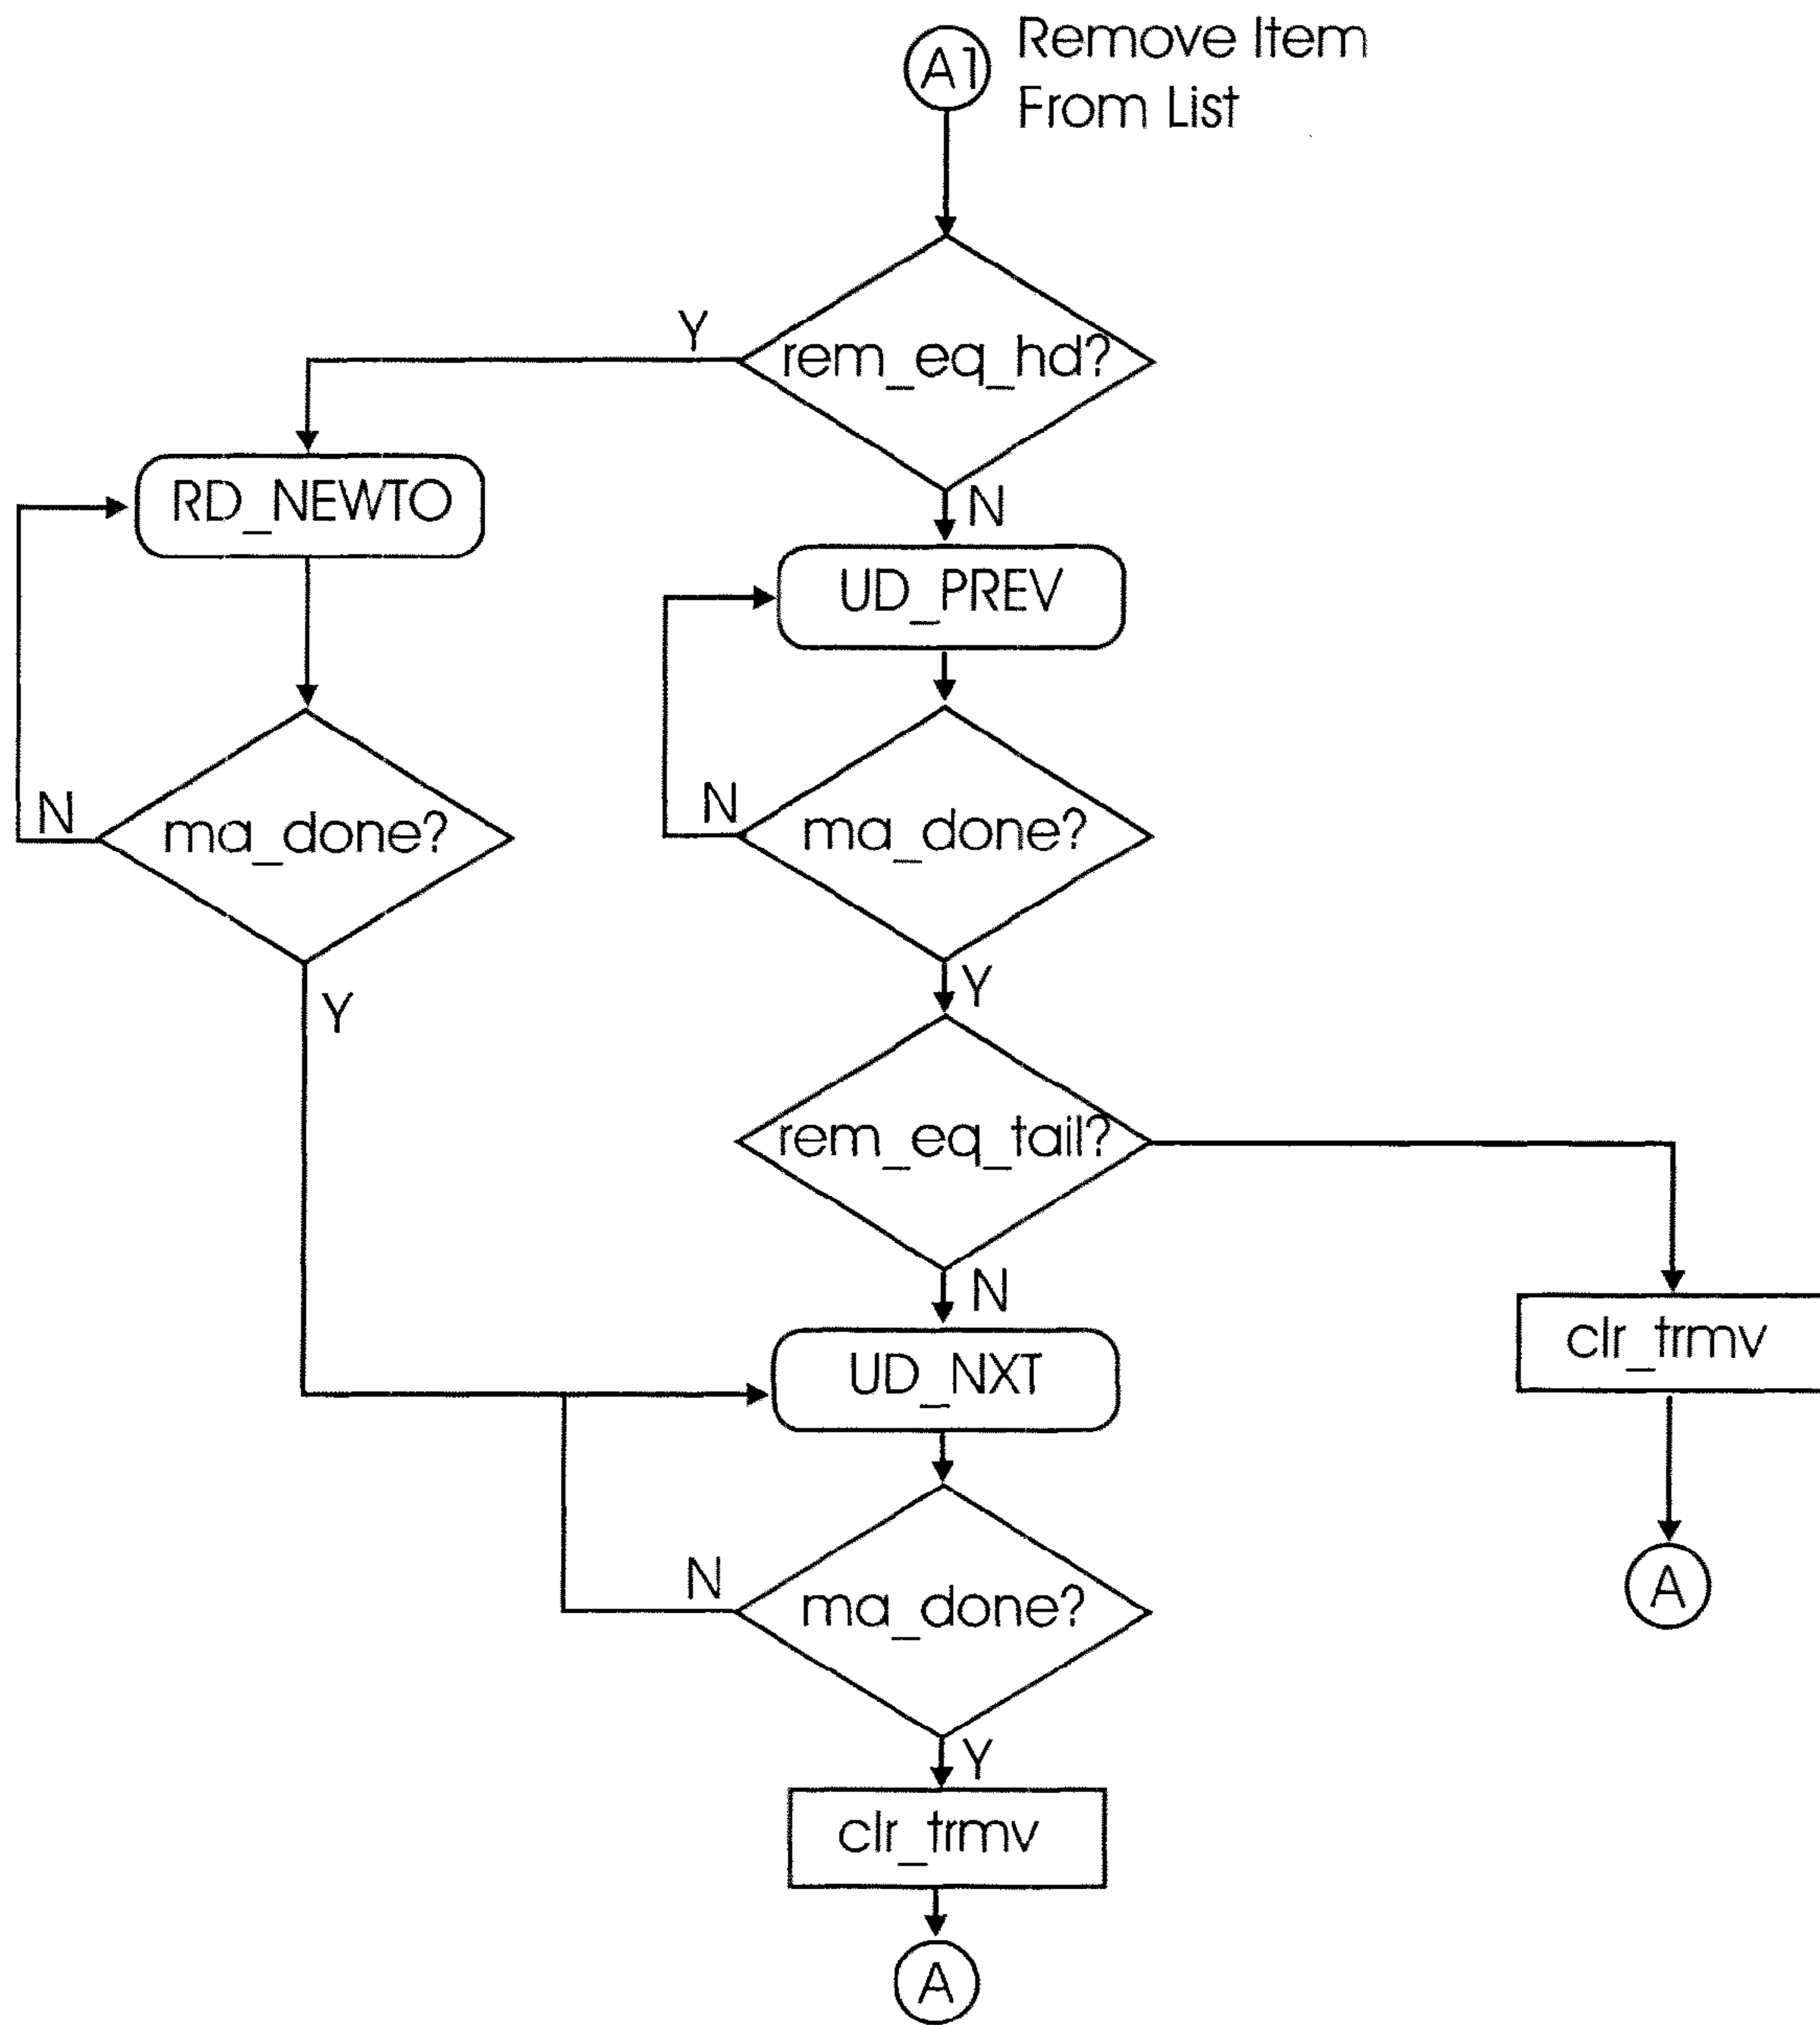 A1
Remove Item
From List
Y
rem_eq_hd?
RD_NEWTO
N
UD_PREV
N
ma_done?
N
ma_done?
Y
Y
rem_eq_tail?
N
UD_NXT
clr_trmv
N
ma_done?
A
Y
clr_trmv
A